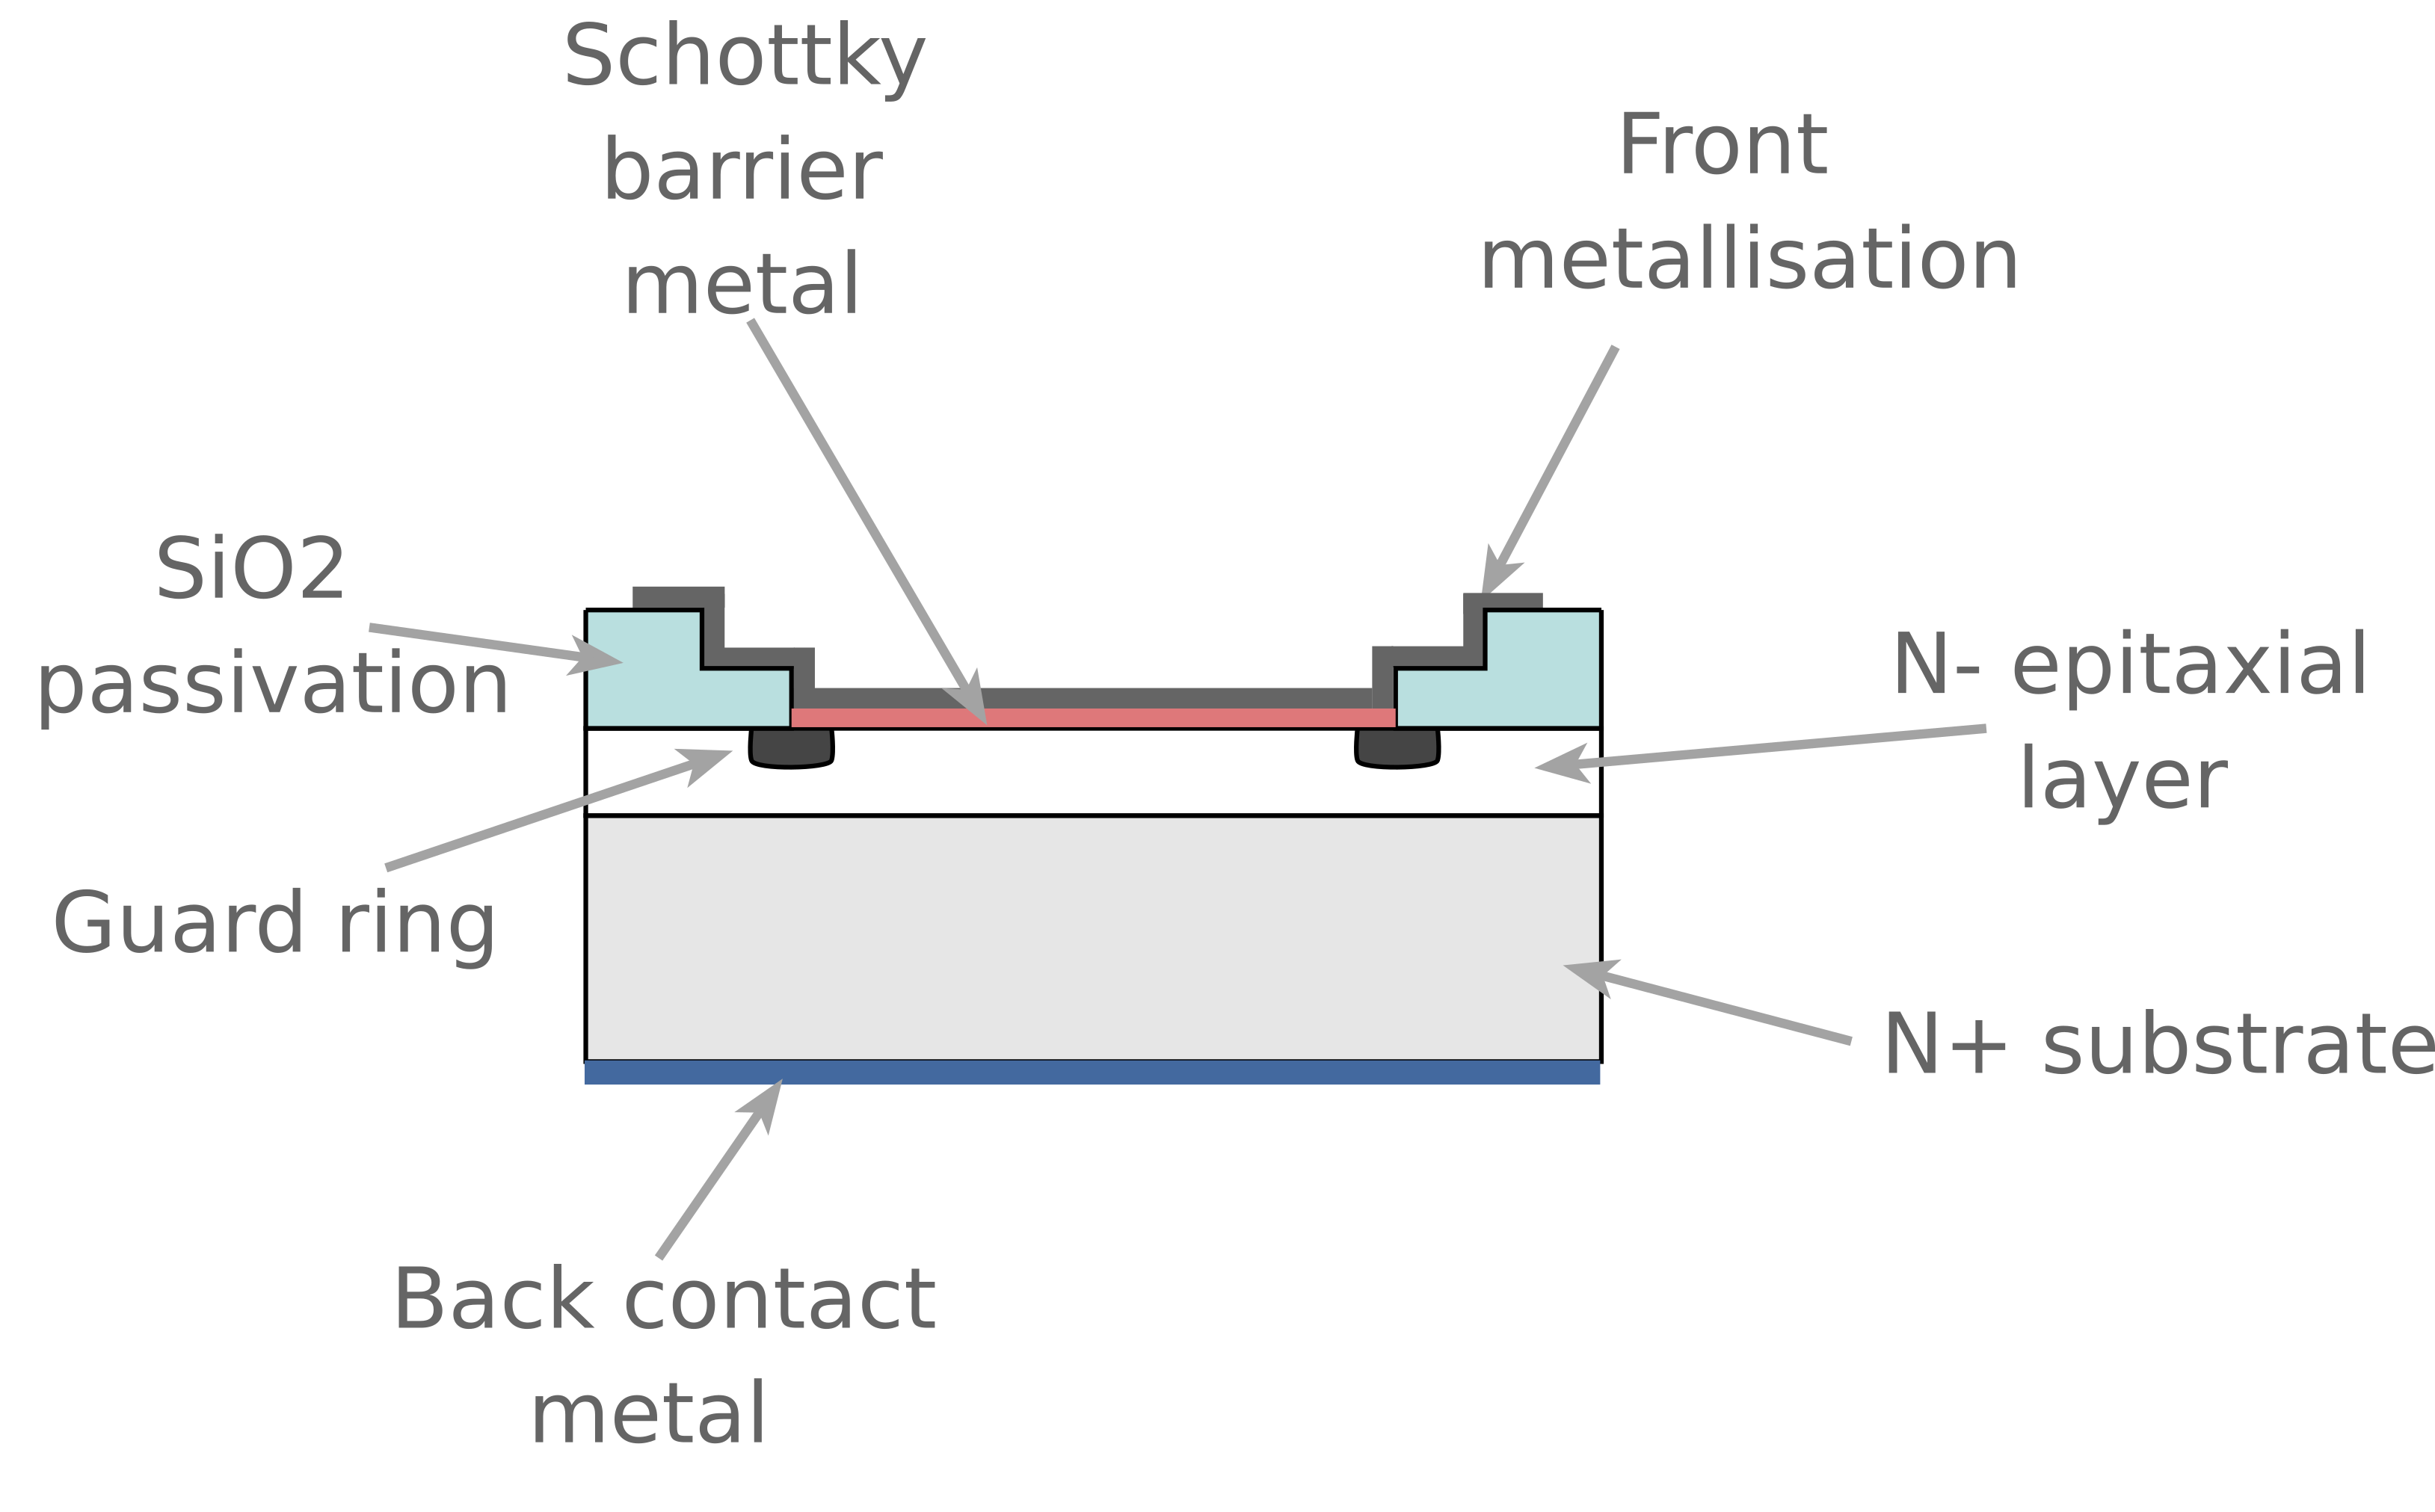 Schottky
barrier
metal
Front
metallisation
SiO2
passivation
N- epitaxial
layer
Guard ring
N+ substrate
Back contact
metal